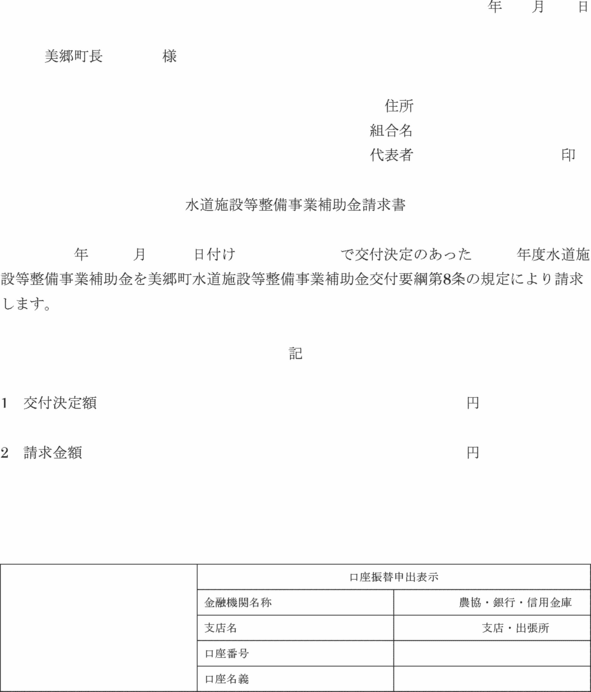 年　　月　　日
美郷町長　　　　様
住所
組合名
代表者　　　　　　　　　　印
水道施設等整備事業補助金請求書
年　　　月　　　日付け　　　　　　　で交付決定のあった　　　年度水道施
設等整備事業補助金を美郷町水道施設等整備事業補助金交付要綱第8条の規定により請求
します。
記
1　交付決定額　　　　　　　　　　円
2　請求金額　　　　　　　　　　円
口座振替申出表示
金融機関名称　　農協・銀行・信用金庫
支店名　　支店・出張所
口座番号
口座名義